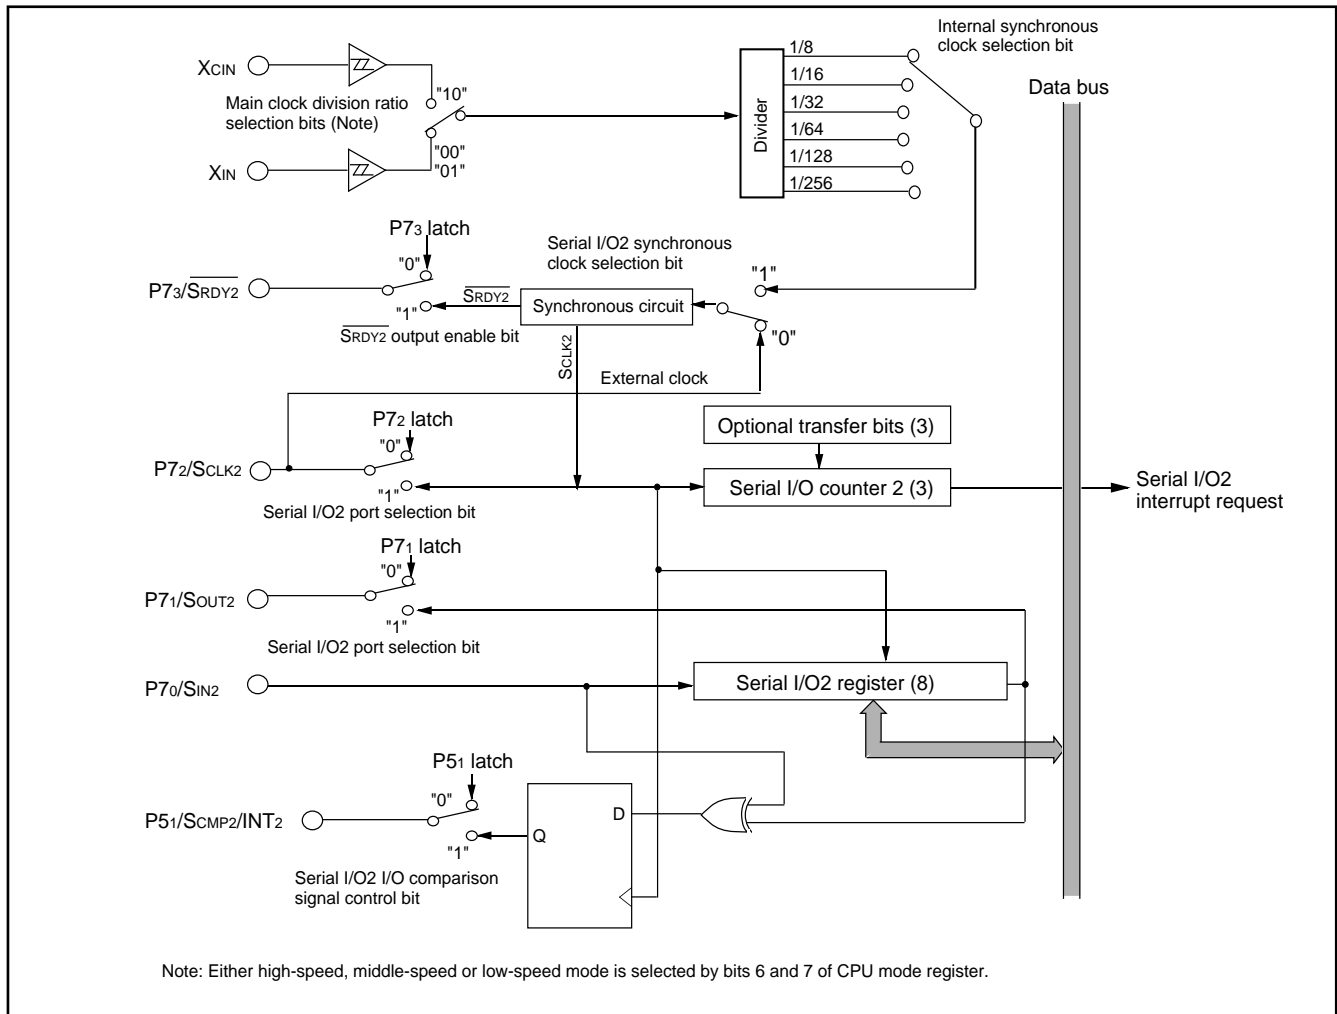 Internal synchronous
clock selection bit
XCIN
"10"
Main clock division ratio
selection bits (Note)
"00"
"01"
XIN
Divider
1/8
1/16
1/32
1/64
1/128
1/256
Data bus
P73 latch
"0"
P73/SRDY2
"1"
SRDY2
SRDY2 output enable bit
Serial I/O2 synchronous
clock selection bit
Synchronous circuit
"1"
"0"
SCLK2
External clock
P72 latch
"0"
P72/SCLK2
"1"
Serial I/O2 port selection bit
Optional transfer bits (3)
Serial I/O counter 2 (3)
Serial I/O2
interrupt request
P71 latch
"0"
P71/SOUT2
"1"
Serial I/O2 port selection bit
P70/SIN2
Serial I/O2 register (8)
P51 latch
"0"
P51/SCMP2/INT2
"1"
Q
D
Serial I/O2 I/O comparison
signal control bit
Note: Either high-speed, middle-speed or low-speed mode is selected by bits 6 and 7 of CPU mode register.